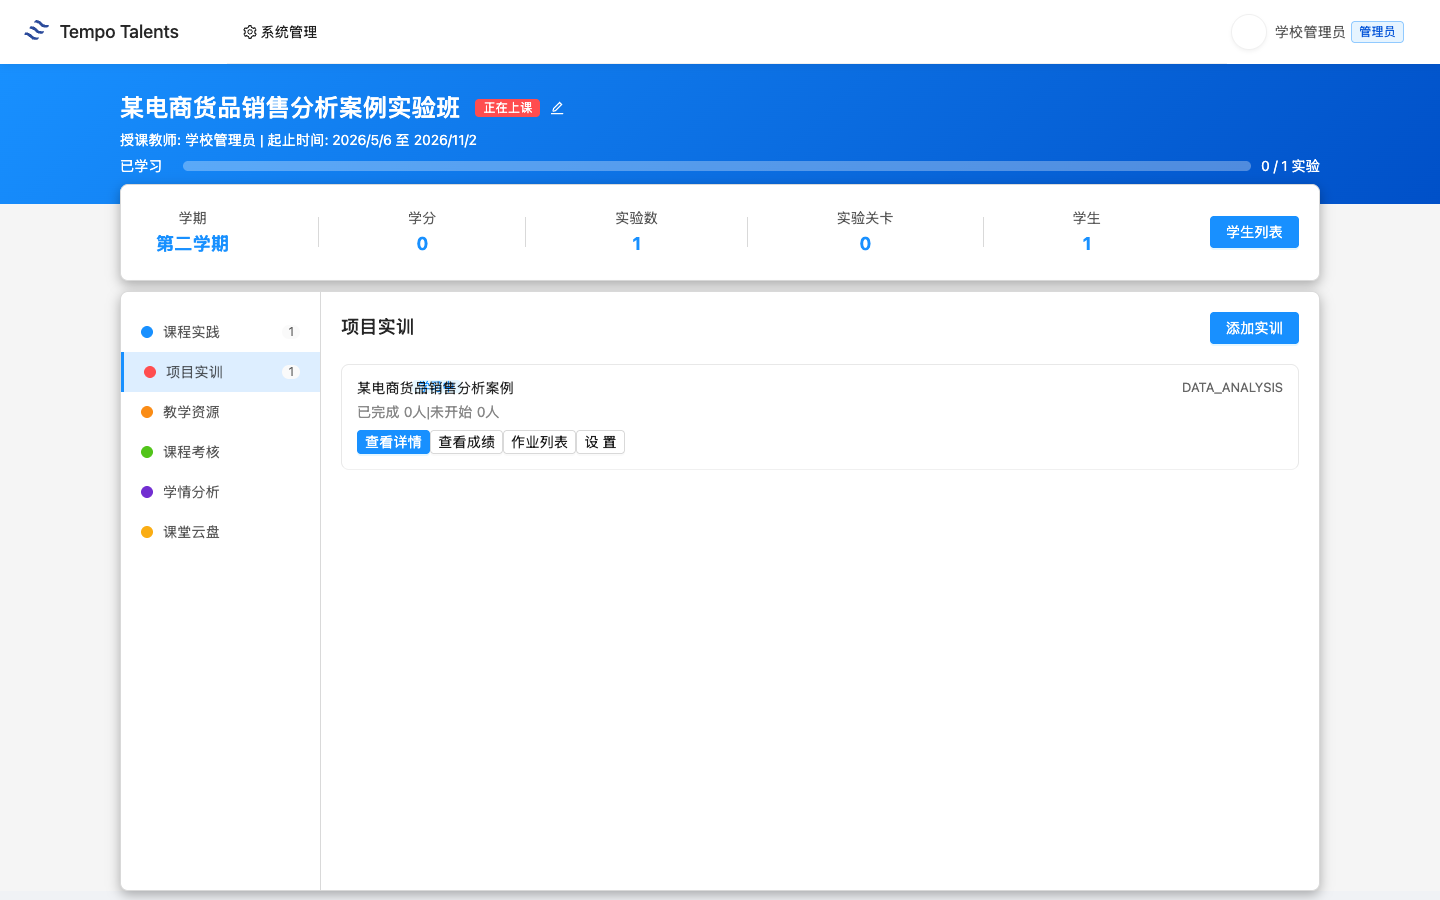 Tempo Talents
系统管理
学校管理员 管理员
某电商货品销售分析案例实验班 正在上课
授课教师: 学校管理员 | 起止时间: 2026/5/6 至 2026/11/2
已学习 0 / 1 实验
学期 学分 实验数 实验关卡 学生
第二学期 0 1 0 1
学生列表
课程实践 1
项目实训 1
教学资源
课程考核
学情分析
课堂云盘
项目实训
添加实训
某电商货品销售分析案例 DATA_ANALYSIS
已完成 0人|未开始 0人
查看详情 查看成绩 作业列表 设 置